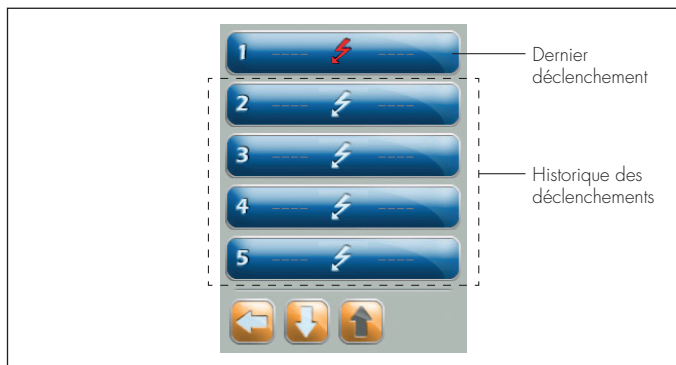 1 ---- ----
Dernier
déclenchement
2 ---- ----
3 ---- ----
Historique des
déclenchements
4 ---- ----
5 ---- ----